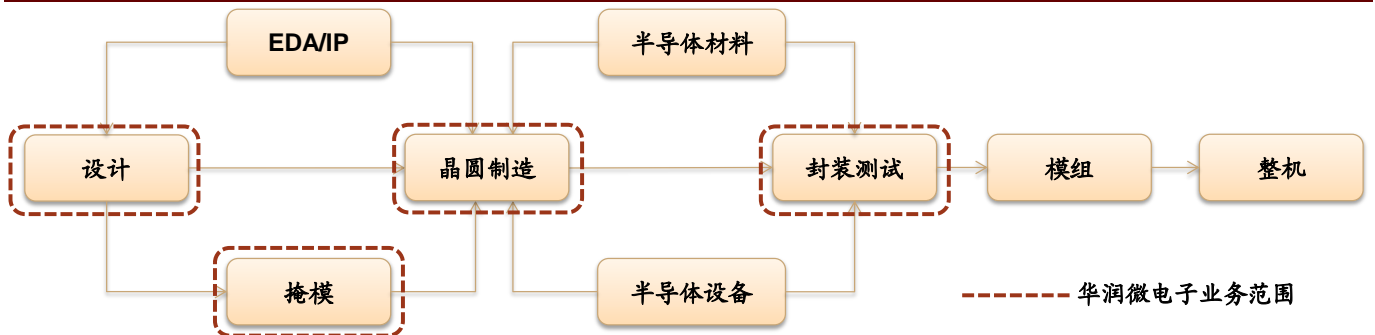 EDA/IP
半导体材料
设计
晶圆制造
封装测试
模组
整机
掩模
半导体设备
华润微电子业务范围